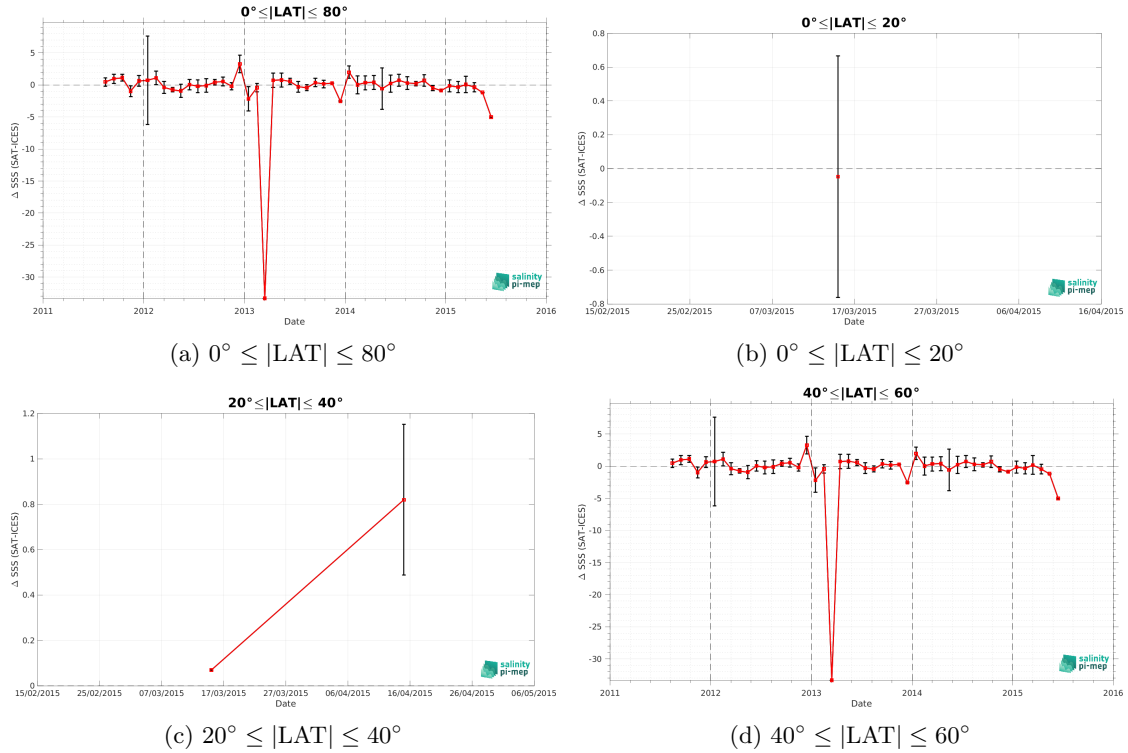 0°≤|LAT|≤ 80°
Δ SSS (SAT-ICES)
5
0
-5
-10
-15
-20
-25
-30
2011
2012
2013
2014
2015
2016
Date
salinity
pi-mep
(a) 0° ≤ |LAT| ≤ 80°
0°≤|LAT|≤ 20°
Δ SSS (SAT-ICES)
0.8
0.6
0.4
0.2
0
-0.2
-0.4
-0.6
-0.8
15/02/2015
25/02/2015
07/03/2015
17/03/2015
27/03/2015
06/04/2015
16/04/2015
Date
salinity
pi-mep
(b) 0° ≤ |LAT| ≤ 20°
20°≤|LAT|≤ 40°
Δ SSS (SAT-ICES)
1.2
1
0.8
0.6
0.4
0.2
0
15/02/2015
25/02/2015
07/03/2015
17/03/2015
27/03/2015
06/04/2015
16/04/2015
26/04/2015
06/05/2015
Date
salinity
pi-mep
(c) 20° ≤ |LAT| ≤ 40°
40°≤|LAT|≤ 60°
Δ SSS (SAT-ICES)
5
0
-5
-10
-15
-20
-25
-30
2011
2012
2013
2014
2015
2016
Date
salinity
pi-mep
(d) 40° ≤ |LAT| ≤ 60°